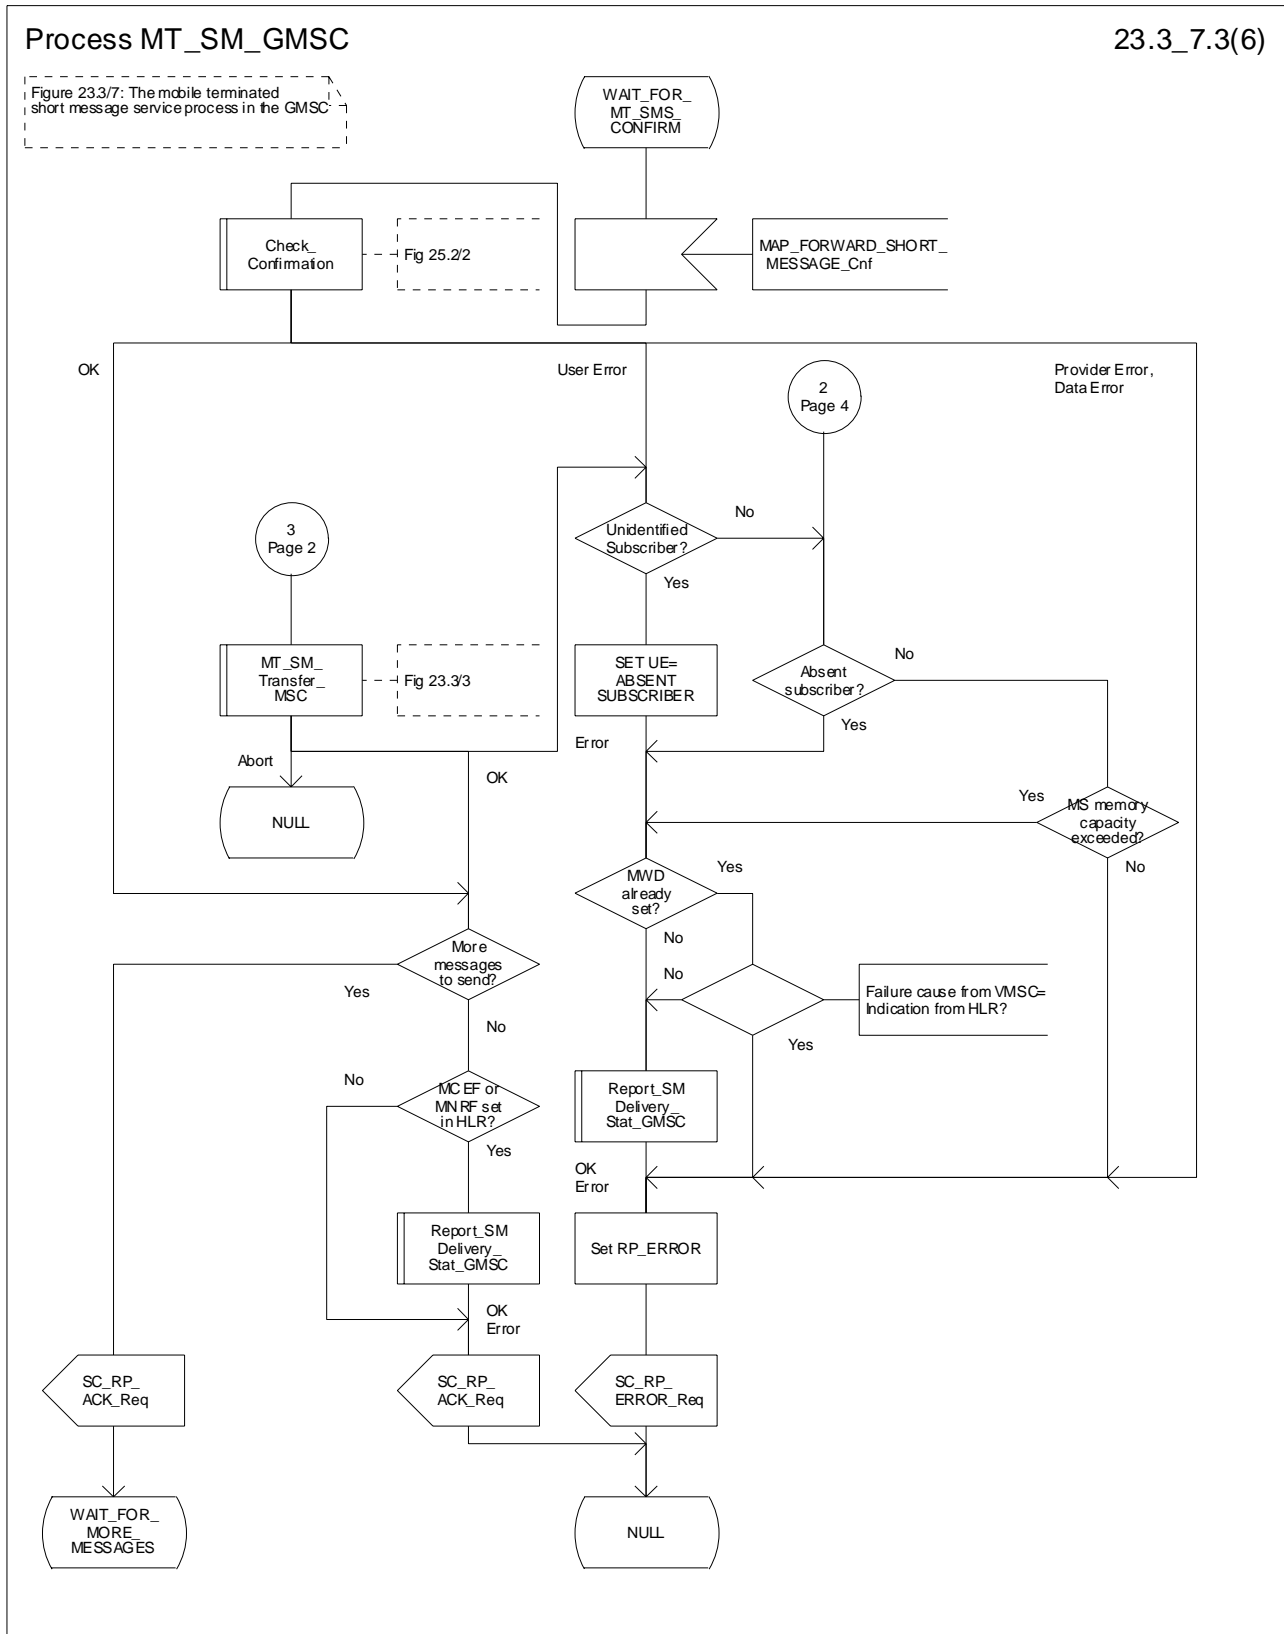 Process MT_SM_GMSC
23.3_7.3(6)
Figure 23.3/7: The mobile terminated
short message service process in the GMSC
WAIT_FOR_
MT_SMS_
CONFIRM
Check_
Confirmation
Fig 25.2/2
MAP_FORWARD_SHORT_
MESSAGE_Cnf
OK
User Error
Provider Error,
Data Error
2
Page 4
3
Page 2
Unidentified
Subscriber?
No
Yes
MT_SM_
Transfer_
MSC
Fig 23.3/3
SET UE=
ABSENT
SUBSCRIBER
Absent
subscriber?
No
Yes
Error
Abort
OK
NULL
Yes
MS memory
capacity
exceeded?
No
MWD
already
set?
Yes
No
More
messages
to send?
Yes
No
No
Failure cause from VMSC=
Indication from HLR?
Yes
No
MCEF or
MNRF set
in HLR?
Yes
Report_SM
Delivery_
Stat_GMSC
OK
Error
Report_SM
Delivery_
Stat_GMSC
Set RP_ERROR
OK
Error
SC_RP_
ACK_Req
SC_RP_
ACK_Req
SC_RP_
ERROR_Req
WAIT_FOR_
MORE_
MESSAGES
NULL